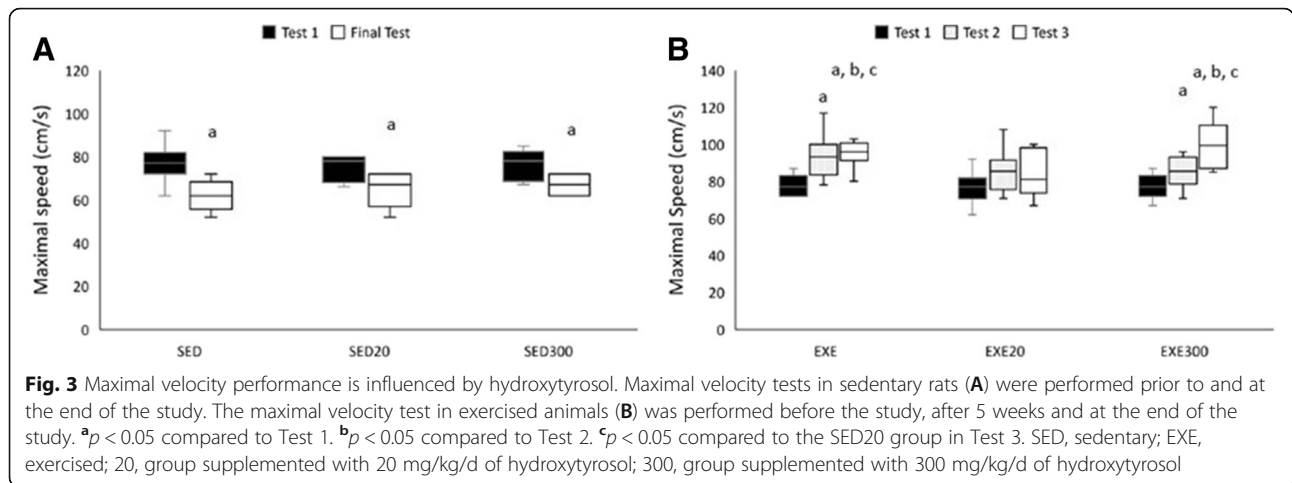 Test 1 Final Test
A
Maximal speed (cm/s)
120
100
80
60
40
20
0
a
a
a
SED
SED20
SED300
Test 1 Test 2 Test 3
B
Maximal Speed (cm/s)
140
120
100
80
60
40
20
0
a, b, c
a
a, b, c
a
EXE
EXE20
EXE300
Fig. 3 Maximal velocity performance is influenced by hydroxytyrosol. Maximal velocity tests in sedentary rats (A) were performed prior to and at
the end of the study. The maximal velocity test in exercised animals (B) was performed before the study, after 5 weeks and at the end of the
study. ᵃp < 0.05 compared to Test 1. ᵇp < 0.05 compared to Test 2. ᶜp < 0.05 compared to the SED20 group in Test 3. SED, sedentary; EXE,
exercised; 20, group supplemented with 20 mg/kg/d of hydroxytyrosol; 300, group supplemented with 300 mg/kg/d of hydroxytyrosol